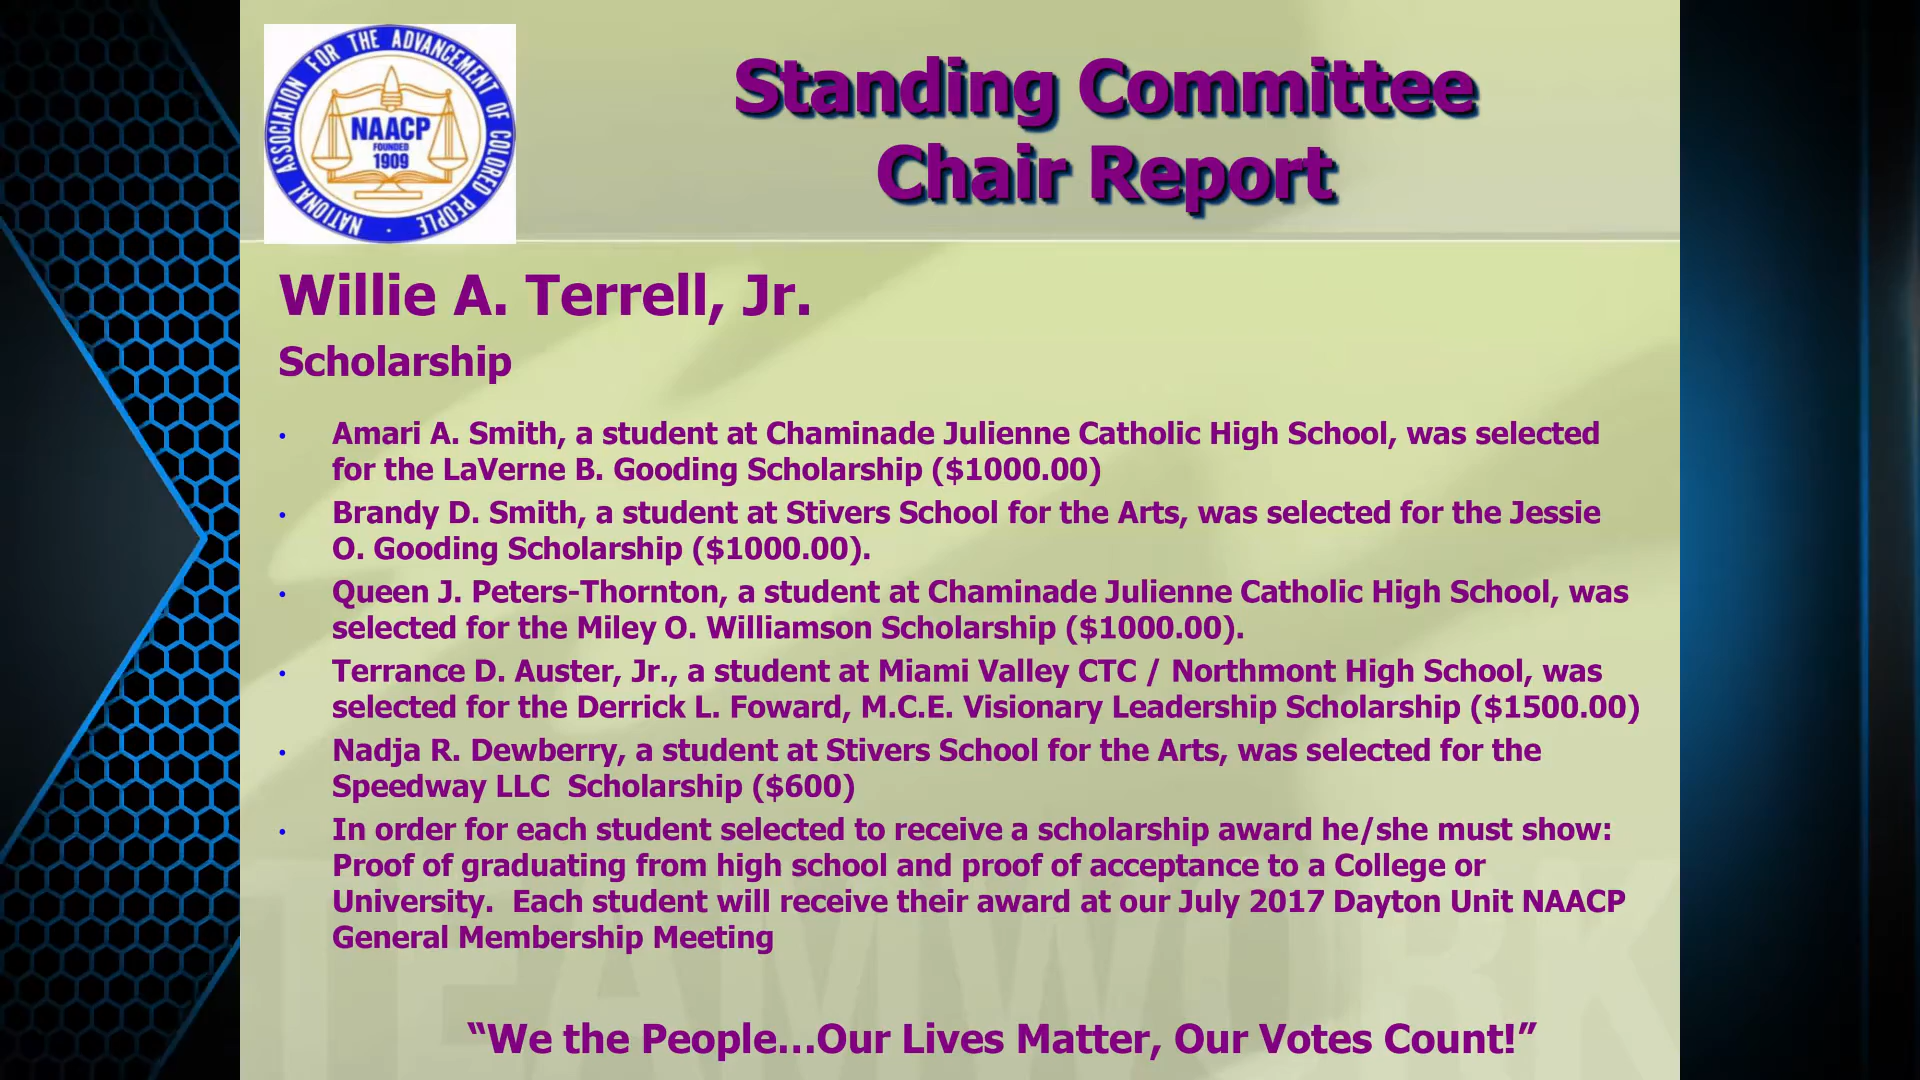 NATIONAL ASSOCIATION FOR THE ADVANCEMENT OF COLORED PEOPLE
NAACP
FOUNDED
1909
Standing Committee
Chair Report
Willie A. Terrell, Jr.
Scholarship
• Amari A. Smith, a student at Chaminade Julienne Catholic High School, was selected
for the LaVerne B. Gooding Scholarship ($1000.00)
• Brandy D. Smith, a student at Stivers School for the Arts, was selected for the Jessie
O. Gooding Scholarship ($1000.00).
• Queen J. Peters-Thornton, a student at Chaminade Julienne Catholic High School, was
selected for the Miley O. Williamson Scholarship ($1000.00).
• Terrance D. Auster, Jr., a student at Miami Valley CTC / Northmont High School, was
selected for the Derrick L. Foward, M.C.E. Visionary Leadership Scholarship ($1500.00)
• Nadja R. Dewberry, a student at Stivers School for the Arts, was selected for the
Speedway LLC  Scholarship ($600)
• In order for each student selected to receive a scholarship award he/she must show:
Proof of graduating from high school and proof of acceptance to a College or
University.  Each student will receive their award at our July 2017 Dayton Unit NAACP
General Membership Meeting
TEAMWORK
“We the People...Our Lives Matter, Our Votes Count!”